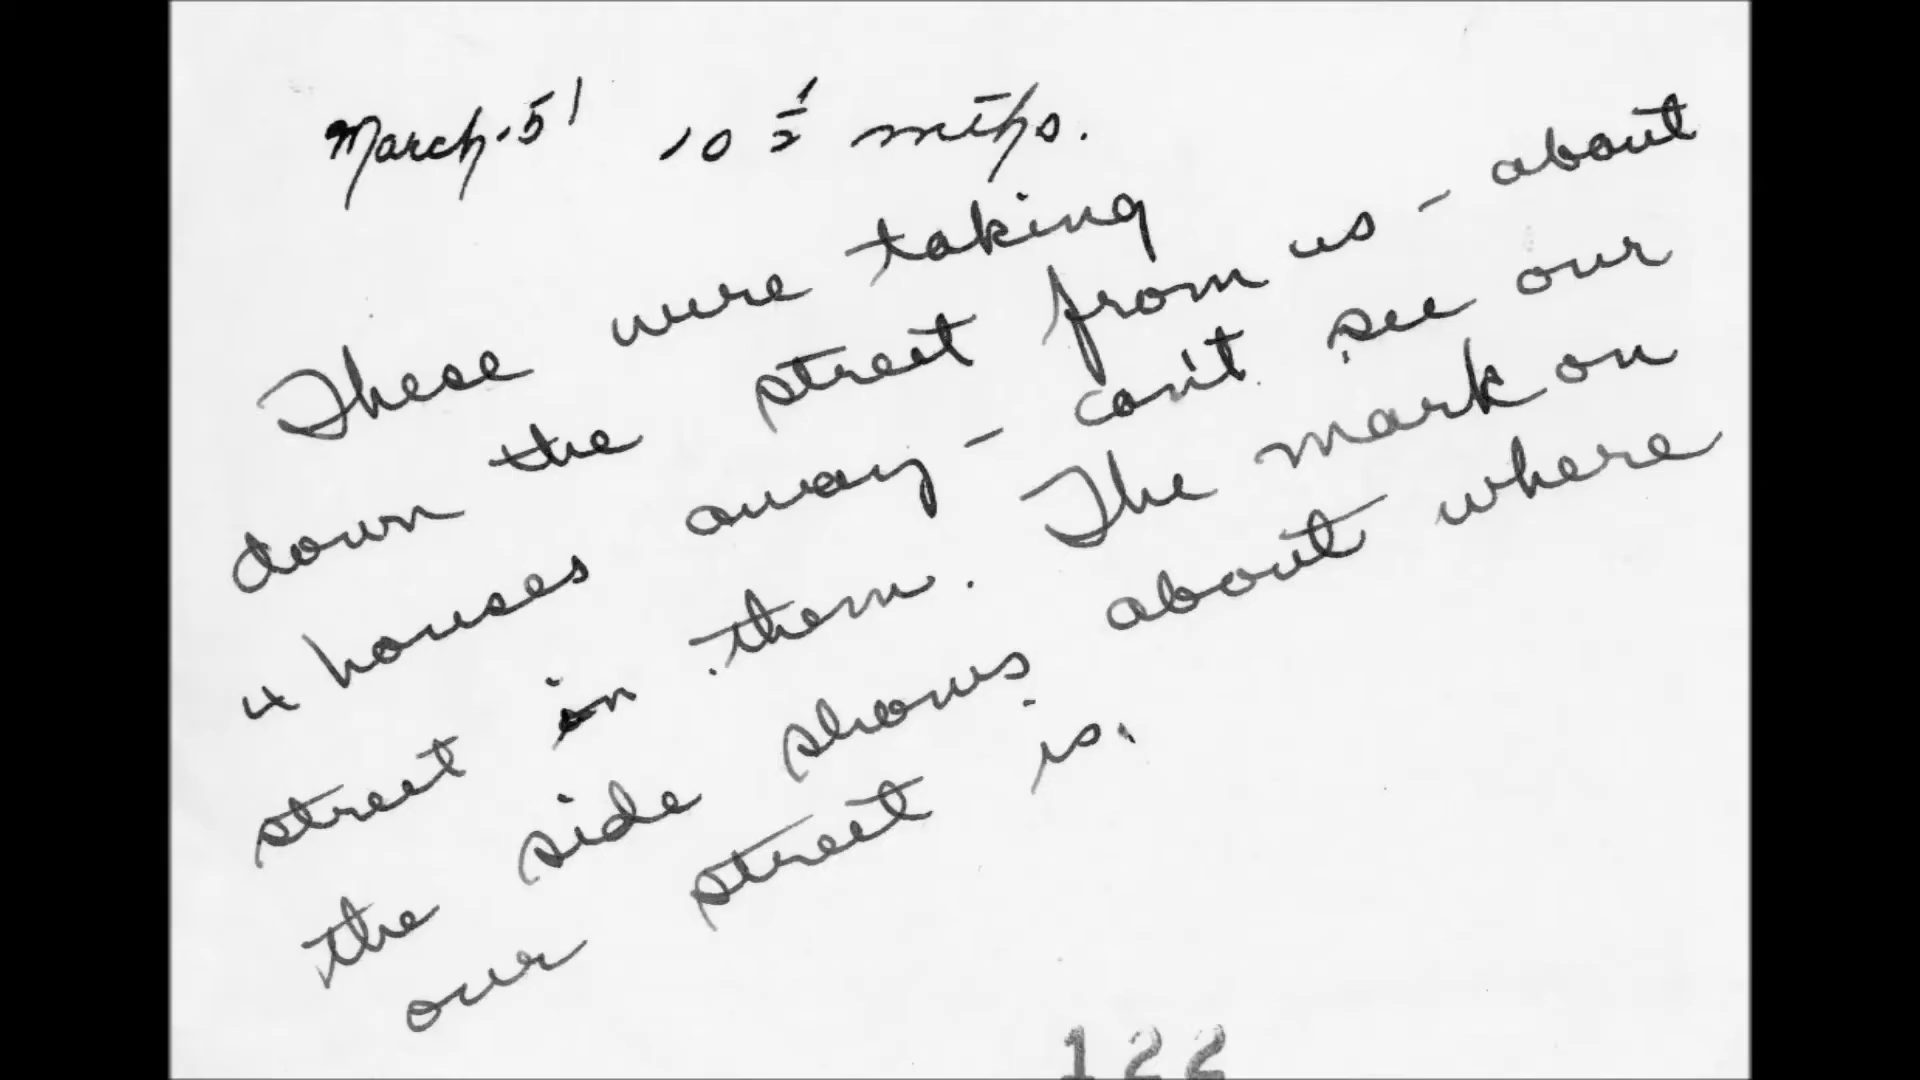 March-51 10 ½ mths.
These were taking
down the street from us - about
4 houses away - can't see our
street in them. The mark on
the side shows about where
our street is.
122